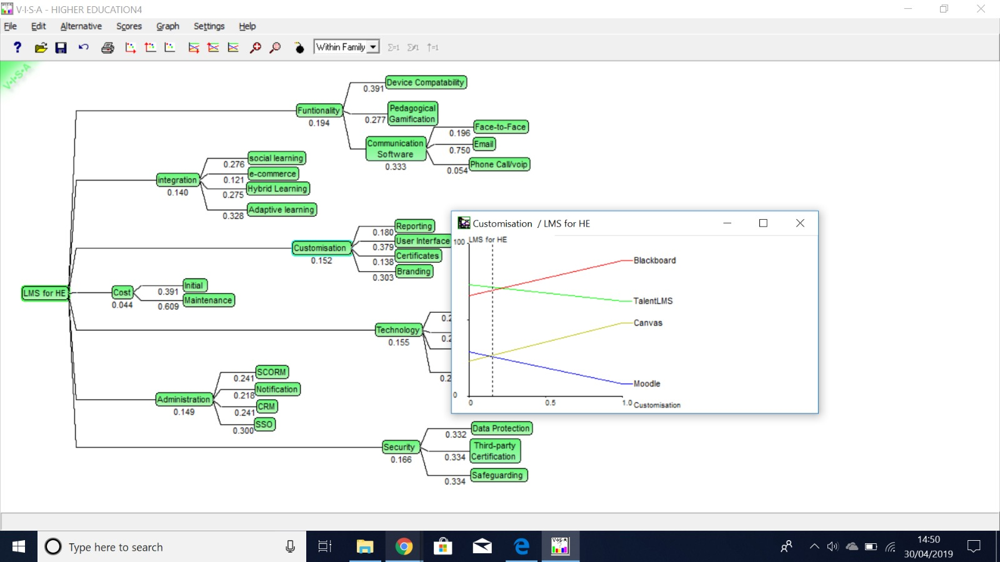 V·I·S·A - HIGHER EDUCATION4
File Edit Alternative Scores Graph Settings Help
? Within Family Σ=1 Σ≠1 ↑=1
V·I·S·A
Device Compatability
0.391
Funtionality
0.194
Pedagogical
Gamification
0.277
Communication
Software
0.333
Face-to-Face
0.196
Email
0.750
Phone Call/voip
0.054
social learning
0.276
e-commerce
0.121
integration
0.140
Hybrid Learning
0.275
Adaptive learning
0.328
Reporting
0.180
User Interface
0.379
Customisation
0.152
Certificates
0.138
Branding
0.303
LMS for HE
Cost
0.044
Initial
0.391
Maintenance
0.609
Technology
0.155
0.2
0.2
0.2
SCORM
0.241
Notification
0.218
Administration
0.149
CRM
0.241
SSO
0.300
Security
0.166
Data Protection
0.332
Third-party
Certification
0.334
Safeguarding
0.334
Customisation / LMS for HE
100 LMS for HE
Blackboard
TalentLMS
Canvas
Moodle
0
0 0.5 1.0 Customisation
Type here to search
V·I·S·A
14:50
30/04/2019